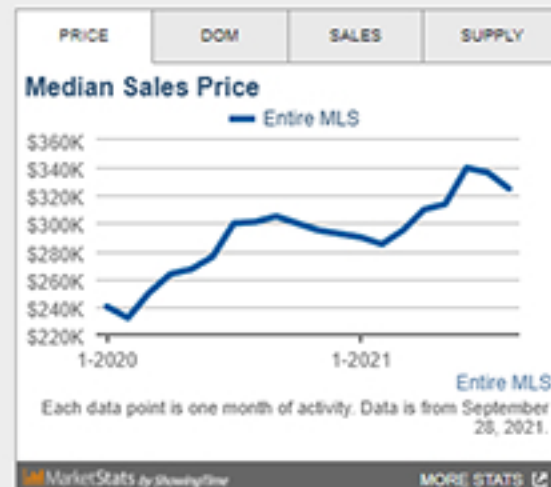 PRICE DOM SALES SUPPLY
Median Sales Price
Entire MLS
$360K
$340K
$320K
$300K
$280K
$260K
$240K
$220K
1-2020 1-2021
Entire MLS
Each data point is one month of activity. Data is from September
28, 2021.
MarketStats by ShowingTime MORE STATS